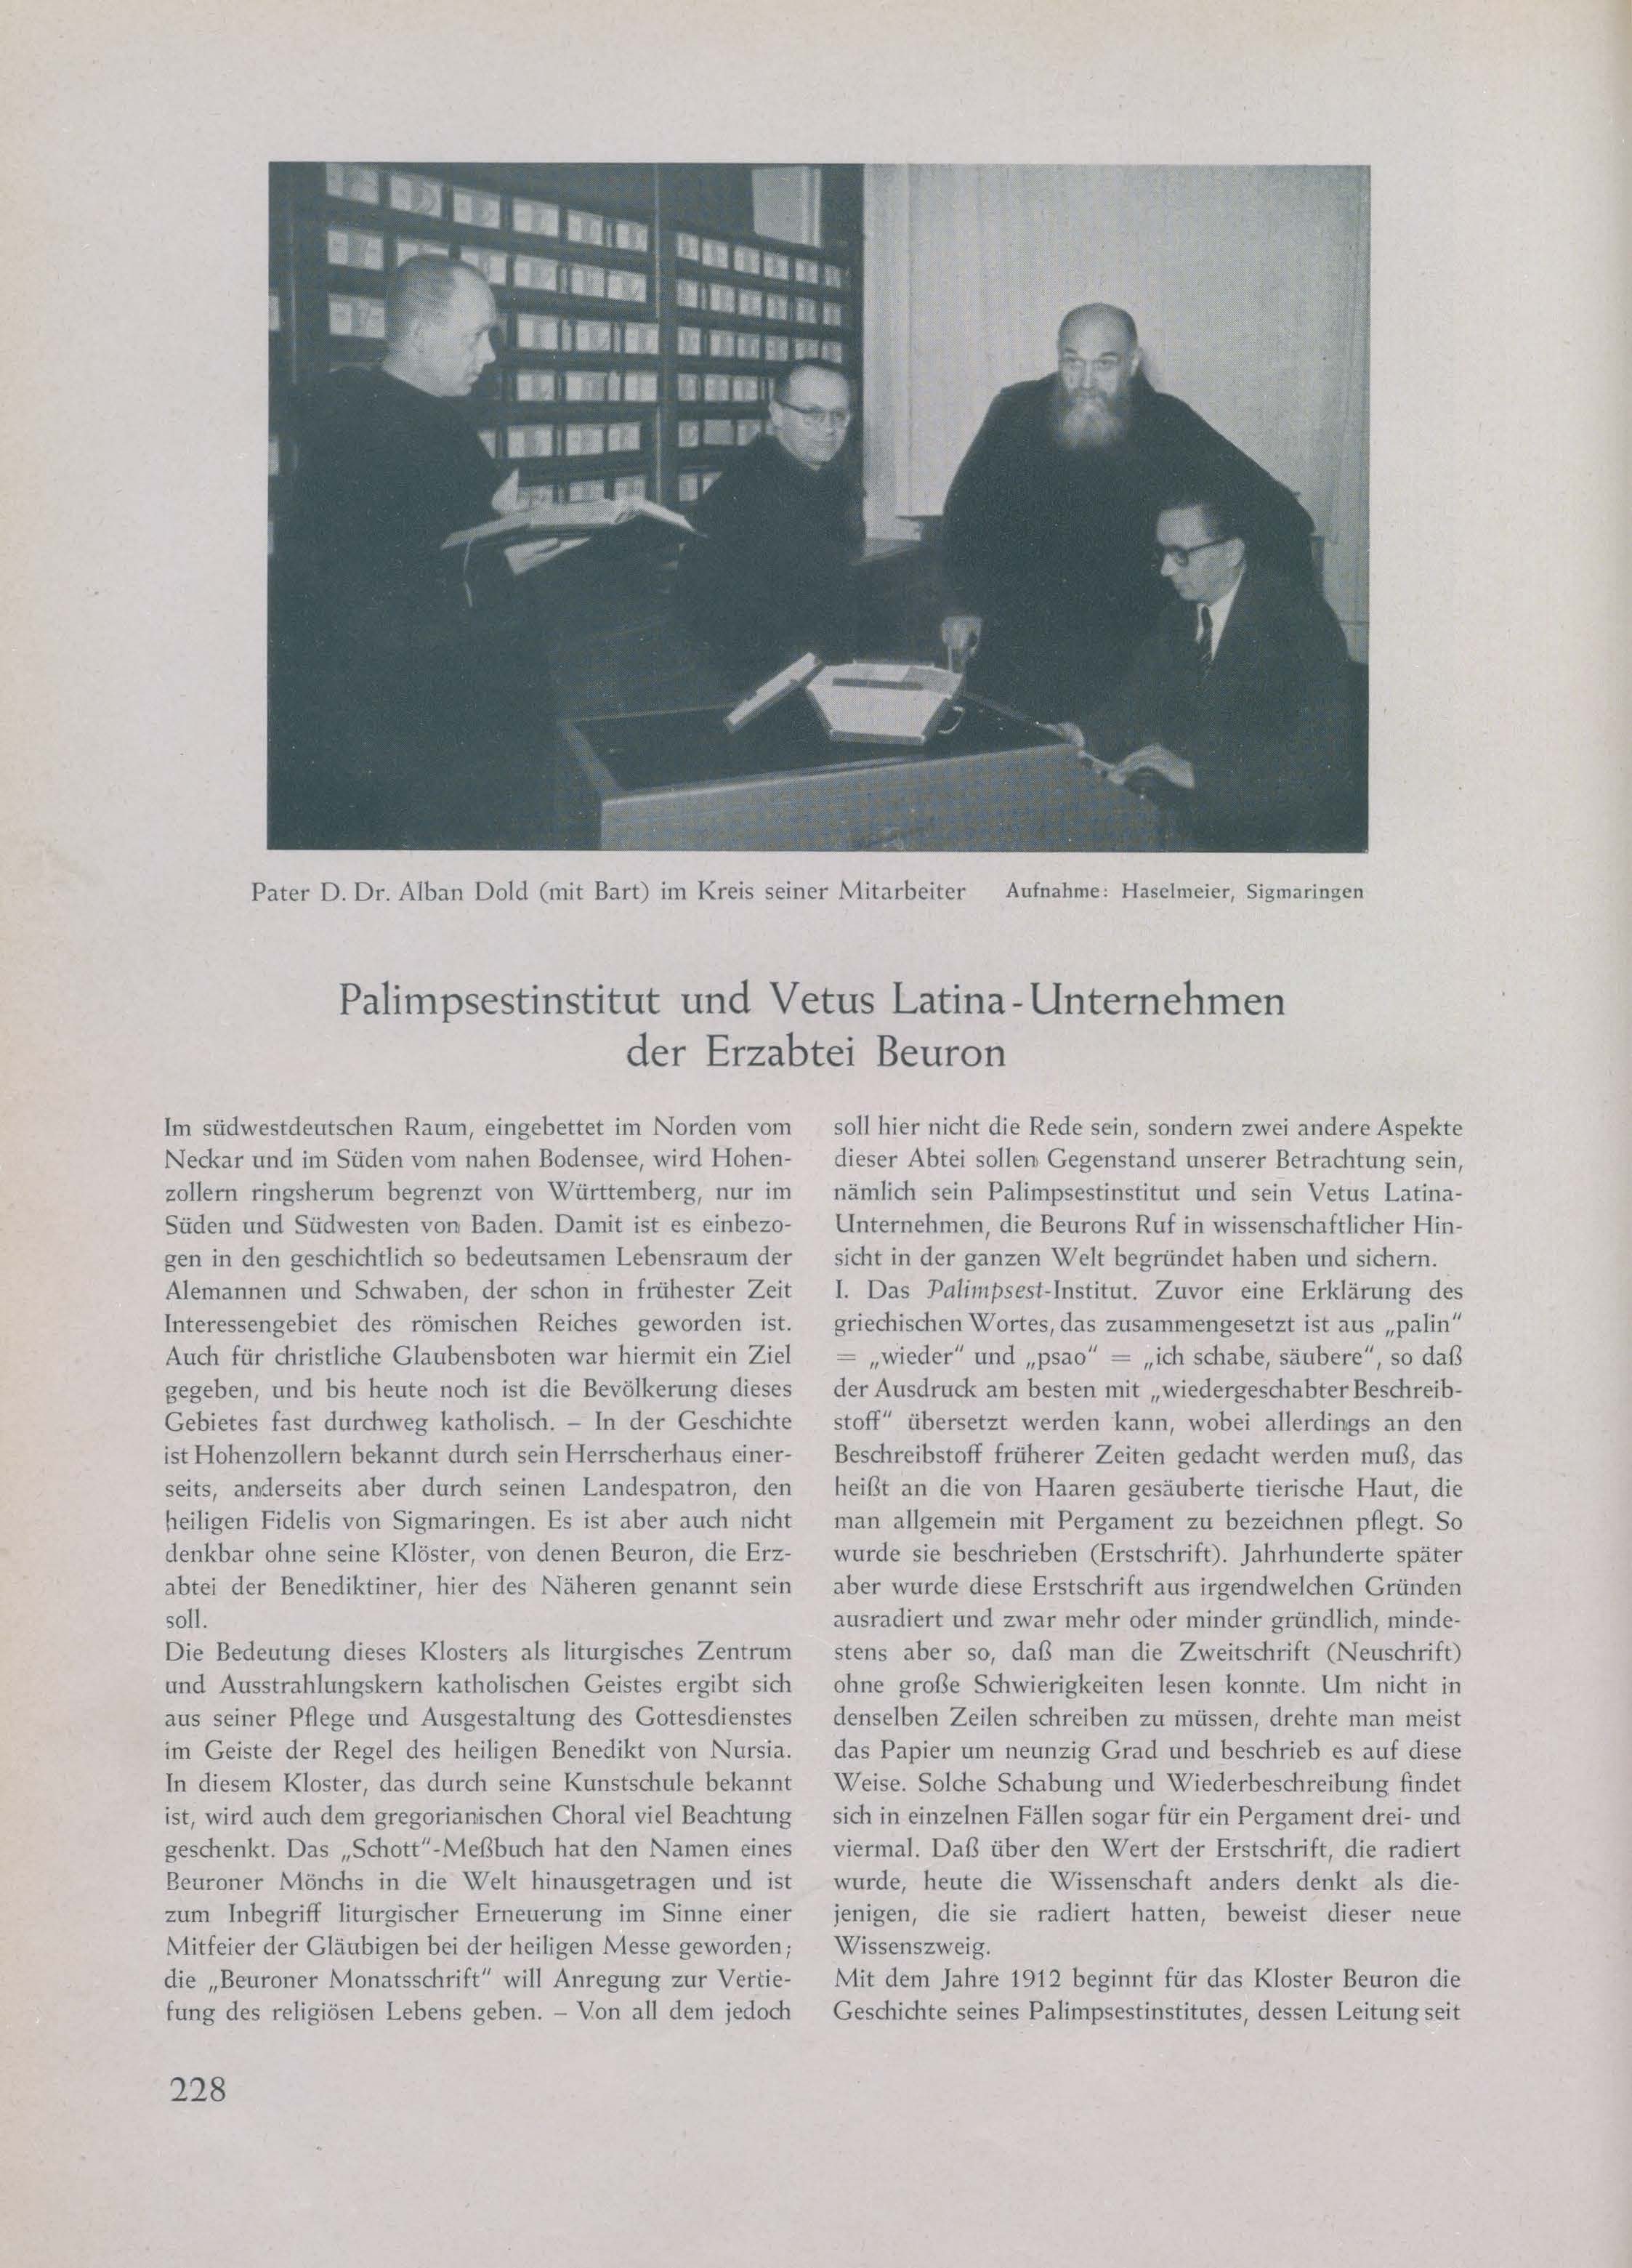 Pater D. Dr. Alban Dold (mit Bart) im Kreis seiner Mitarbeiter Aufnahme: Haselmeier, Sigmaringen
Palimpsestinstitut und Vetus Latina-Unternehmen
der Erzabtei Beuron
Im südwestdeutschen Raum, eingebettet im Norden vom
Neckar und im Süden vom nahen Bodensee, wird Hohen-
zollern ringsherum begrenzt von Württemberg, nur im
Süden und Südwesten von Baden. Damit ist es einbezo-
gen in den geschichtlich so bedeutsamen Lebensraum der
Alemannen und Schwaben, der schon in frühester Zeit
Interessengebiet des römischen Reiches geworden ist.
Auch für christliche Glaubensboten war hiermit ein Ziel
gegeben, und bis heute noch ist die Bevölkerung dieses
Gebietes fast durchweg katholisch. – In der Geschichte
ist Hohenzollern bekannt durch sein Herrscherhaus einer-
seits, anderseits aber durch seinen Landespatron, den
heiligen Fidelis von Sigmaringen. Es ist aber auch nicht
denkbar ohne seine Klöster, von denen Beuron, die Erz-
abtei der Benediktiner, hier des Näheren genannt sein
soll.
Die Bedeutung dieses Klosters als liturgisches Zentrum
und Ausstrahlungskern katholischen Geistes ergibt sich
aus seiner Pflege und Ausgestaltung des Gottesdienstes
im Geiste der Regel des heiligen Benedikt von Nursia.
In diesem Kloster, das durch seine Kunstschule bekannt
ist, wird auch dem gregorianischen Choral viel Beachtung
geschenkt. Das „Schott"-Meßbuch hat den Namen eines
Beuroner Mönchs in die Welt hinausgetragen und ist
zum Inbegriff liturgischer Erneuerung im Sinne einer
Mitfeier der Gläubigen bei der heiligen Messe geworden;
die „Beuroner Monatsschrift" will Anregung zur Vertie-
fung des religiösen Lebens geben. – Von all dem jedoch
soll hier nicht die Rede sein, sondern zwei andere Aspekte
dieser Abtei sollen Gegenstand unserer Betrachtung sein,
nämlich sein Palimpsestinstitut und sein Vetus Latina-
Unternehmen, die Beurons Ruf in wissenschaftlicher Hin-
sicht in der ganzen Welt begründet haben und sichern.
I. Das Palimpsest-Institut. Zuvor eine Erklärung des
griechischen Wortes, das zusammengesetzt ist aus „palin"
= „wieder" und „psao" = „ich schabe, säubere", so daß
der Ausdruck am besten mit „wiedergeschabter Beschreib-
stoff" übersetzt werden kann, wobei allerdings an den
Beschreibstoff früherer Zeiten gedacht werden muß, das
heißt an die von Haaren gesäuberte tierische Haut, die
man allgemein mit Pergament zu bezeichnen pflegt. So
wurde sie beschrieben (Erstschrift). Jahrhunderte später
aber wurde diese Erstschrift aus irgendwelchen Gründen
ausradiert und zwar mehr oder minder gründlich, minde-
stens aber so, daß man die Zweitschrift (Neuschrift)
ohne große Schwierigkeiten lesen konnte. Um nicht in
denselben Zeilen schreiben zu müssen, drehte man meist
das Papier um neunzig Grad und beschrieb es auf diese
Weise. Solche Schabung und Wiederbeschreibung findet
sich in einzelnen Fällen sogar für ein Pergament drei- und
viermal. Daß über den Wert der Erstschrift, die radiert
wurde, heute die Wissenschaft anders denkt als die-
jenigen, die sie radiert hatten, beweist dieser neue
Wissenszweig.
Mit dem Jahre 1912 beginnt für das Kloster Beuron die
Geschichte seines Palimpsestinstitutes, dessen Leitung seit
228